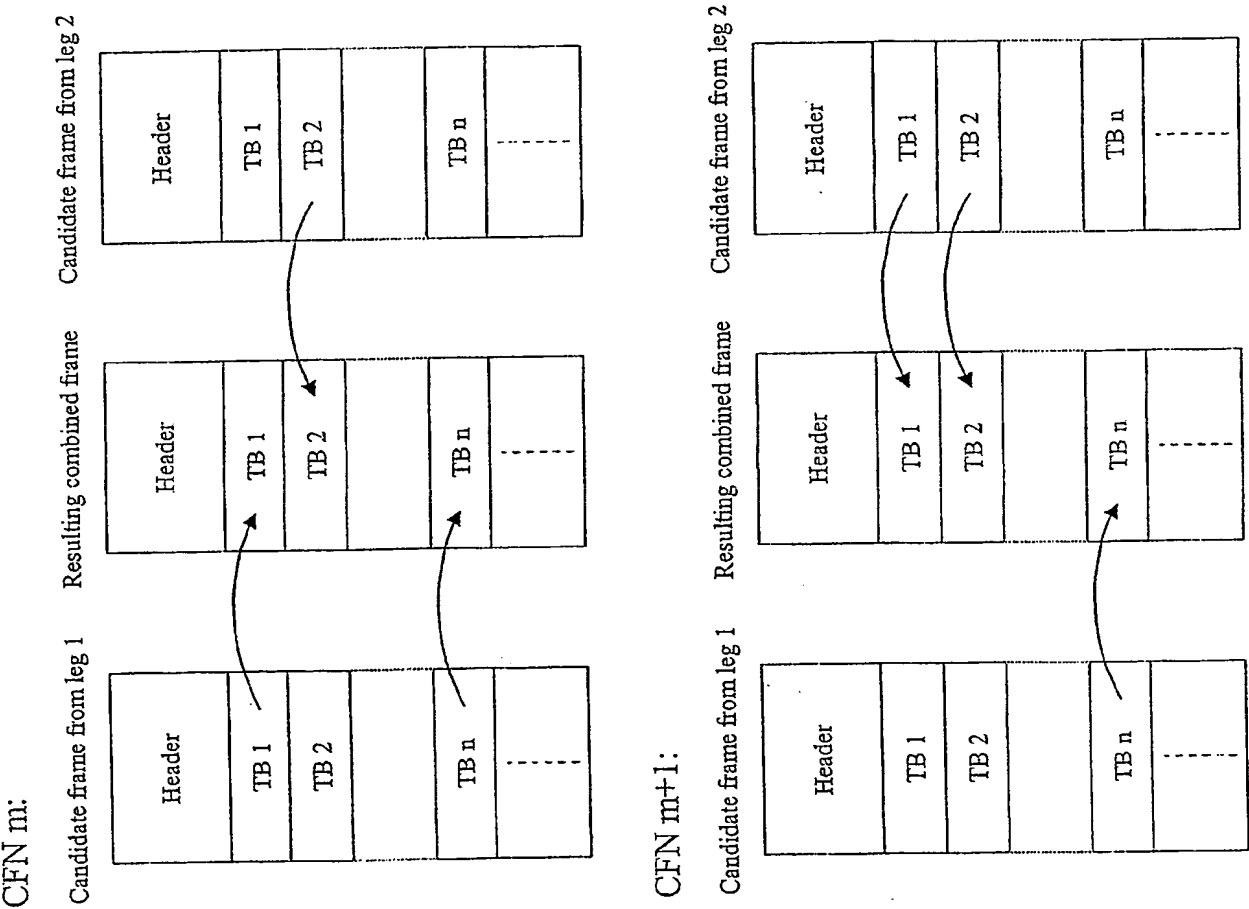 CFN m:
Candidate frame from leg 1
Resulting combined frame
Candidate frame from leg 2
Header
TB 1
TB 2
TB n
Header
TB 1
TB 2
TB n
Header
TB 1
TB 2
TB n
CFN m+1:
Candidate frame from leg 1
Resulting combined frame
Candidate frame from leg 2
Header
TB 1
TB 2
TB n
Header
TB 1
TB 2
TB n
Header
TB 1
TB 2
TB n